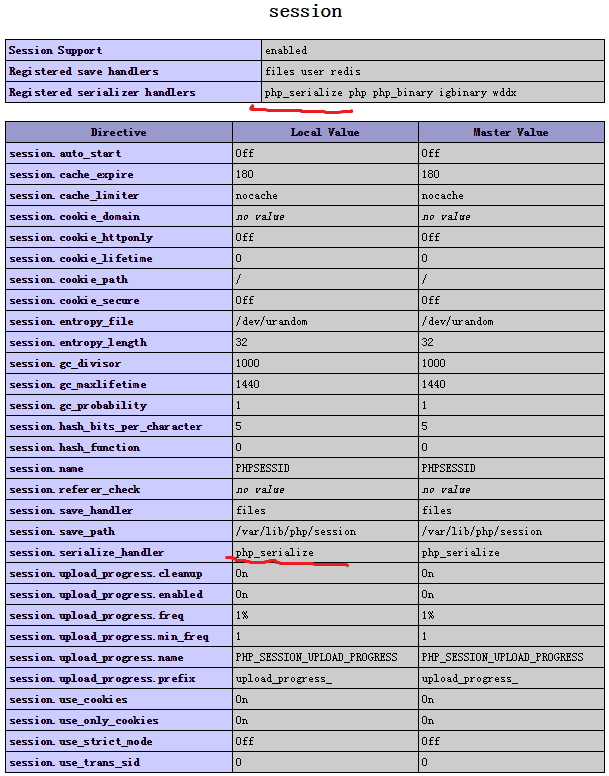 session
Session Support enabled
Registered save handlers files user redis
Registered serializer handlers php_serialize php php_binary igbinary wddx
Directive Local Value Master Value
session.auto_start Off Off
session.cache_expire 180 180
session.cache_limiter nocache nocache
session.cookie_domain no value no value
session.cookie_httponly Off Off
session.cookie_lifetime 0 0
session.cookie_path / /
session.cookie_secure Off Off
session.entropy_file /dev/urandom /dev/urandom
session.entropy_length 32 32
session.gc_divisor 1000 1000
session.gc_maxlifetime 1440 1440
session.gc_probability 1 1
session.hash_bits_per_character 5 5
session.hash_function 0 0
session.name PHPSESSID PHPSESSID
session.referer_check no value no value
session.save_handler files files
session.save_path /var/lib/php/session /var/lib/php/session
session.serialize_handler php_serialize php_serialize
session.upload_progress.cleanup On On
session.upload_progress.enabled On On
session.upload_progress.freq 1% 1%
session.upload_progress.min_freq 1 1
session.upload_progress.name PHP_SESSION_UPLOAD_PROGRESS PHP_SESSION_UPLOAD_PROGRESS
session.upload_progress.prefix upload_progress_ upload_progress_
session.use_cookies On On
session.use_only_cookies On On
session.use_strict_mode Off Off
session.use_trans_sid 0 0